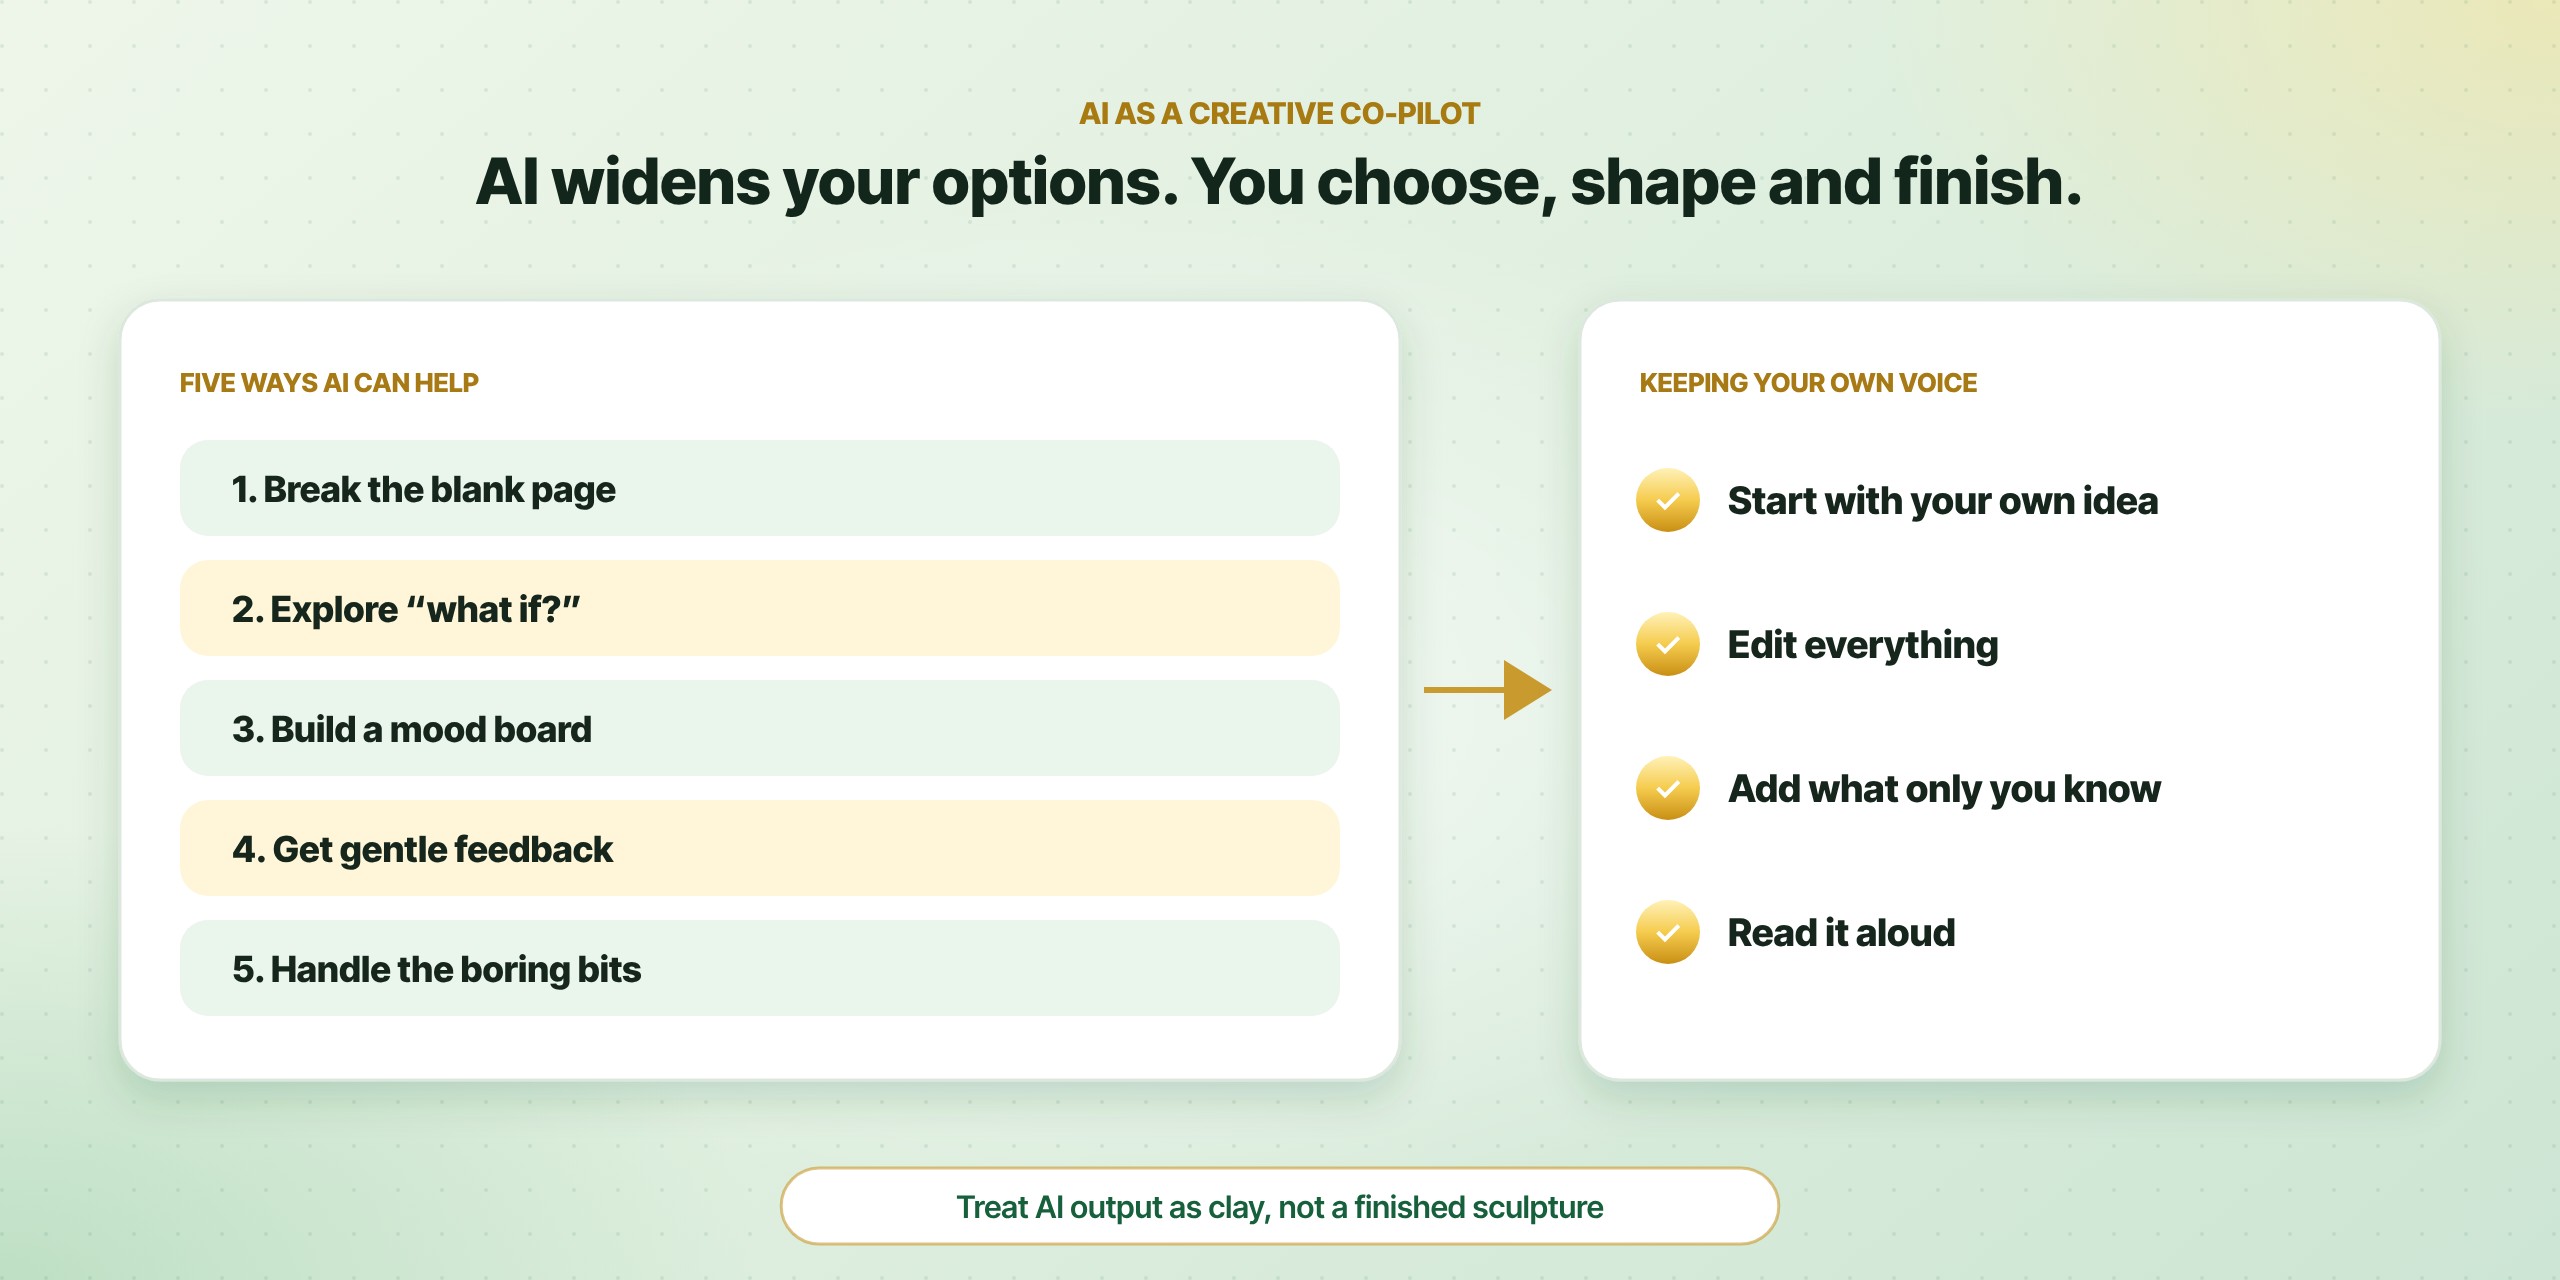 AI AS A CREATIVE CO-PILOT
AI widens your options. You choose, shape and finish.
FIVE WAYS AI CAN HELP
1. Break the blank page
2. Explore “what if?”
3. Build a mood board
4. Get gentle feedback
5. Handle the boring bits
KEEPING YOUR OWN VOICE
Start with your own idea
Edit everything
Add what only you know
Read it aloud
Treat AI output as clay, not a finished sculpture